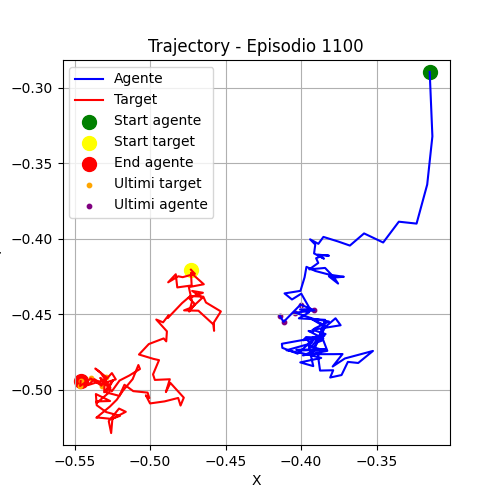 Trajectory - Episodio 1100
Agente
Target
Start agente
Start target
End agente
Ultimi target
Ultimi agente
−0.30
−0.35
−0.40
−0.45
−0.50
−0.55
−0.50
−0.45
−0.40
−0.35
X